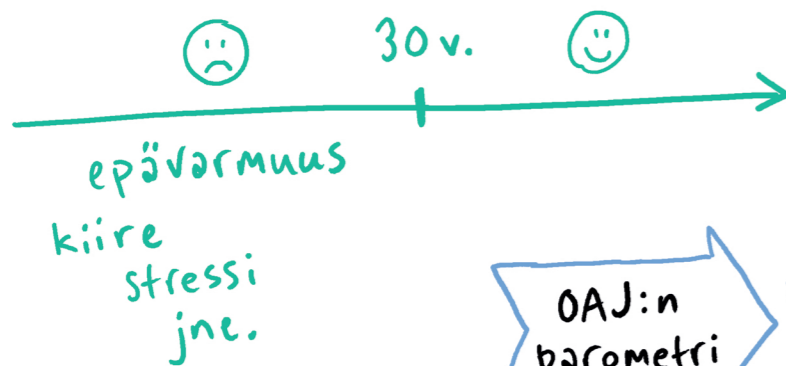 30 v.
epävarmuus
kiire
stressi
jne.
OAJ:n
barometri